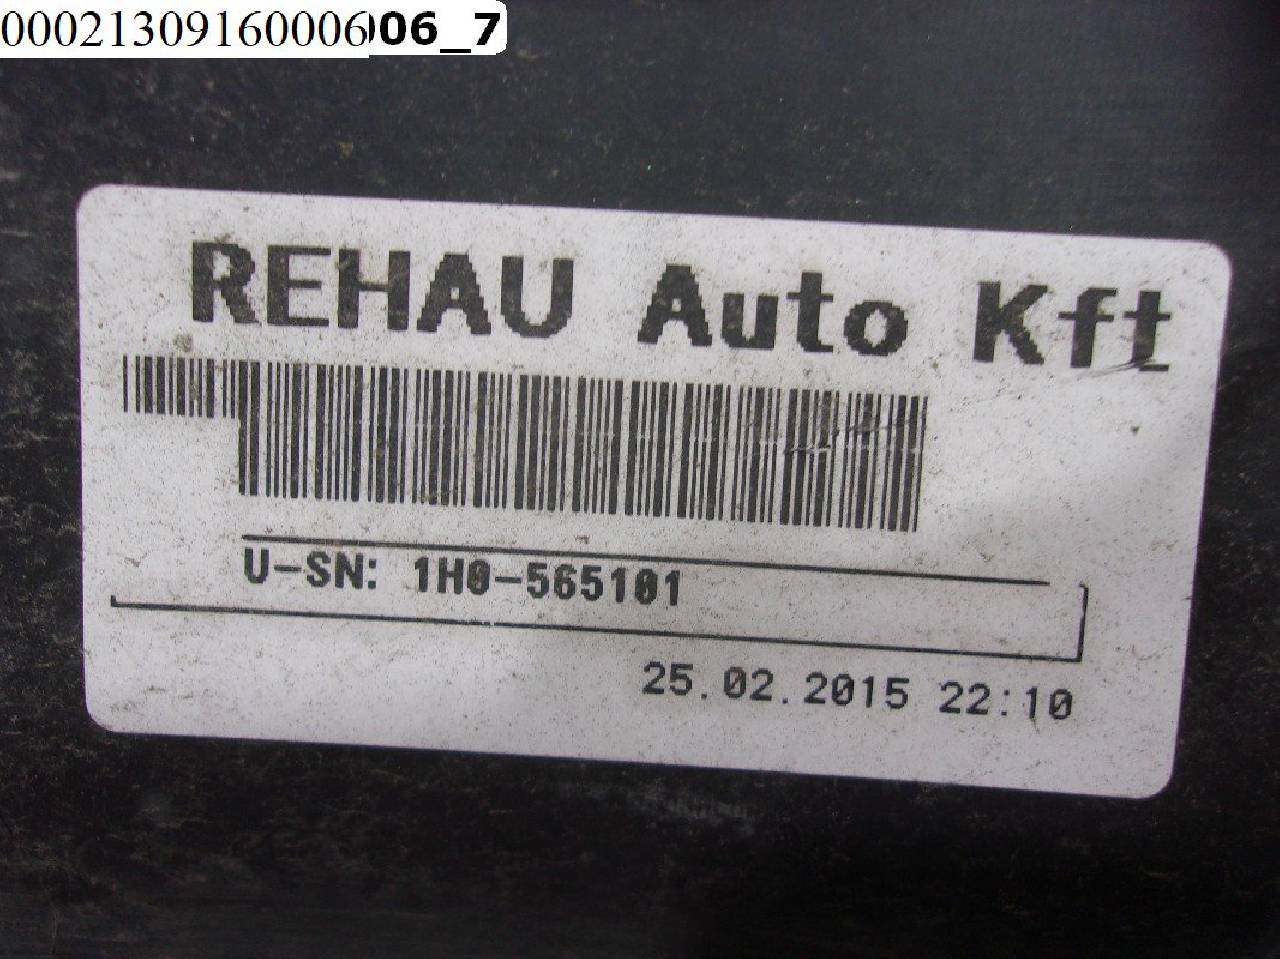 00021309160006
06_7
REHAU Auto Kft
U-SN: 1H0-565101
25.02.2015 22:10